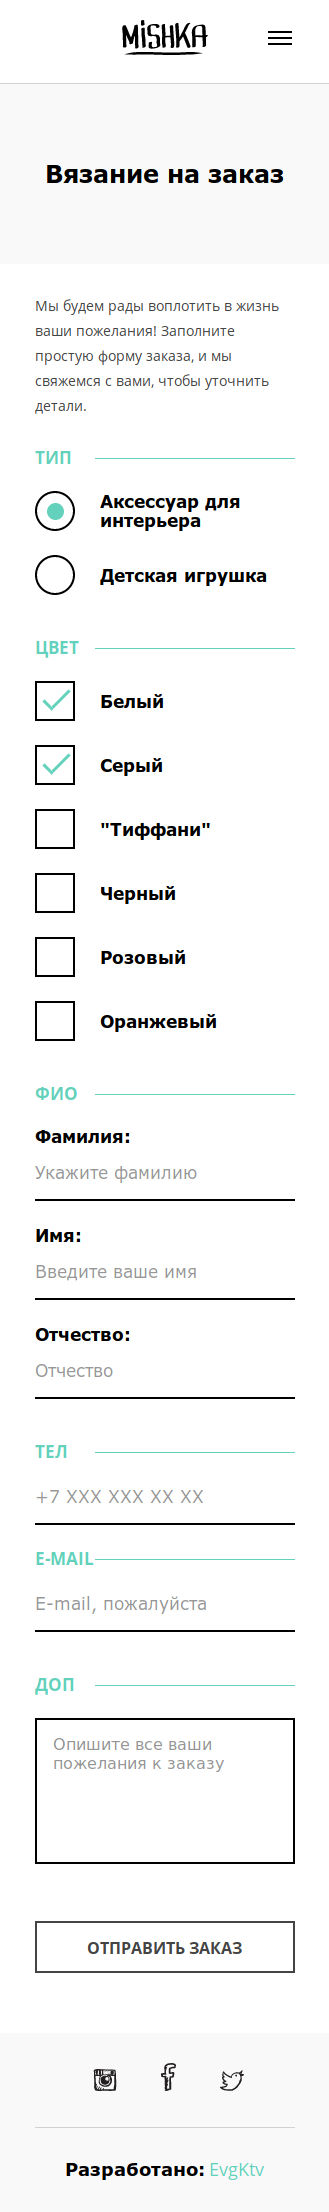 MiSHKA
Вязание на заказ
Мы будем рады воплотить в жизнь
ваши пожелания! Заполните
простую форму заказа, и мы
свяжемся с вами, чтобы уточнить
детали.
ТИП
Аксессуар для
интерьера
Детская игрушка
ЦВЕТ
Белый
Серый
"Тиффани"
Черный
Розовый
Оранжевый
ФИО
Фамилия:
Укажите фамилию
Имя:
Введите ваше имя
Отчество:
Отчество
ТЕЛ
+7 XXX XXX XX XX
E-MAIL
E-mail, пожалуйста
ДОП
Опишите все ваши
пожелания к заказу
ОТПРАВИТЬ ЗАКАЗ
Разработано: EvgKtv